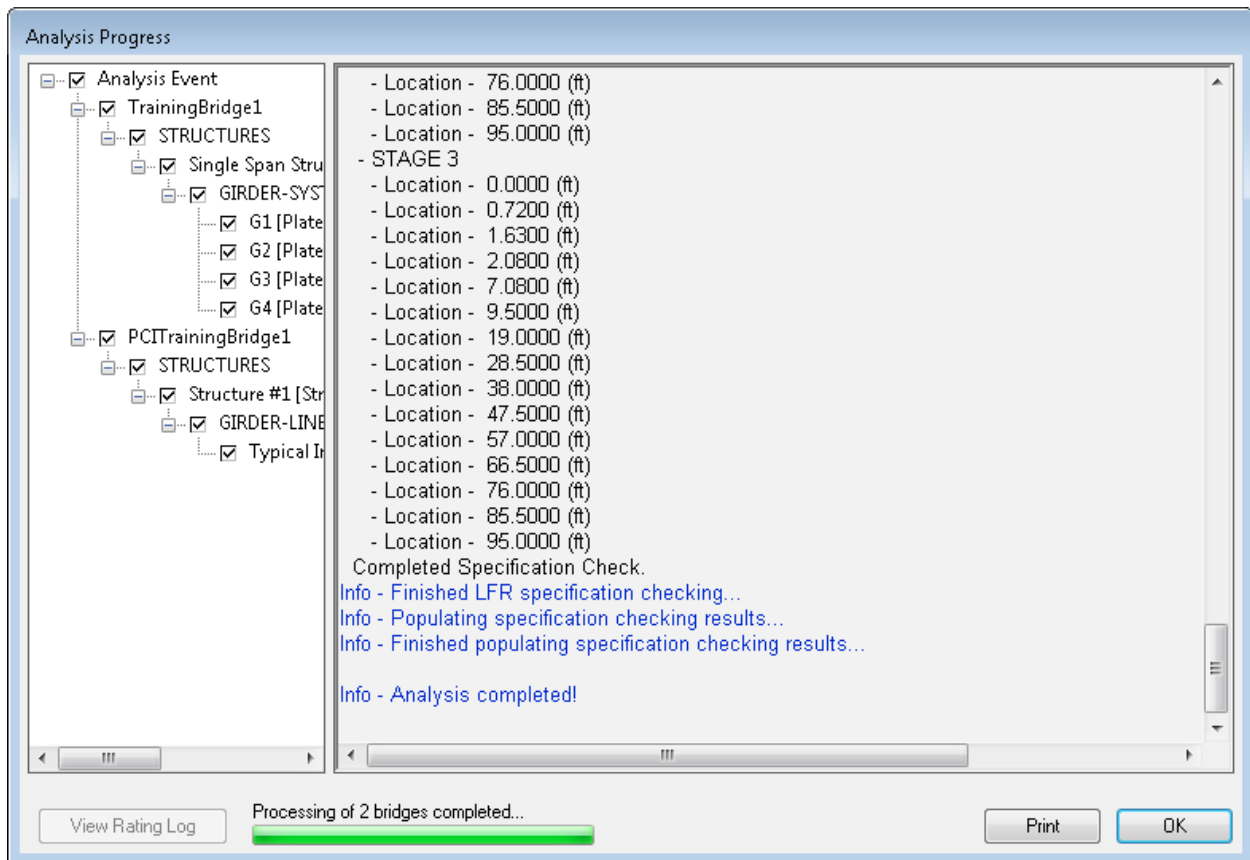 Analysis Progress
Analysis Event
TrainingBridge1
STRUCTURES
Single Span Stru
GIRDER-SYST
G1 [Plate
G2 [Plate
G3 [Plate
G4 [Plate
PCITrainingBridge1
STRUCTURES
Structure #1 [Str
GIRDER-LINE
Typical Ir
- Location - 76.0000 (ft)
- Location - 85.5000 (ft)
- Location - 95.0000 (ft)
- STAGE 3
- Location - 0.0000 (ft)
- Location - 0.7200 (ft)
- Location - 1.6300 (ft)
- Location - 2.0800 (ft)
- Location - 7.0800 (ft)
- Location - 9.5000 (ft)
- Location - 19.0000 (ft)
- Location - 28.5000 (ft)
- Location - 38.0000 (ft)
- Location - 47.5000 (ft)
- Location - 57.0000 (ft)
- Location - 66.5000 (ft)
- Location - 76.0000 (ft)
- Location - 85.5000 (ft)
- Location - 95.0000 (ft)
Completed Specification Check.
Info - Finished LFR specification checking...
Info - Populating specification checking results...
Info - Finished populating specification checking results...
Info - Analysis completed!
View Rating Log
Processing of 2 bridges completed...
Print
OK